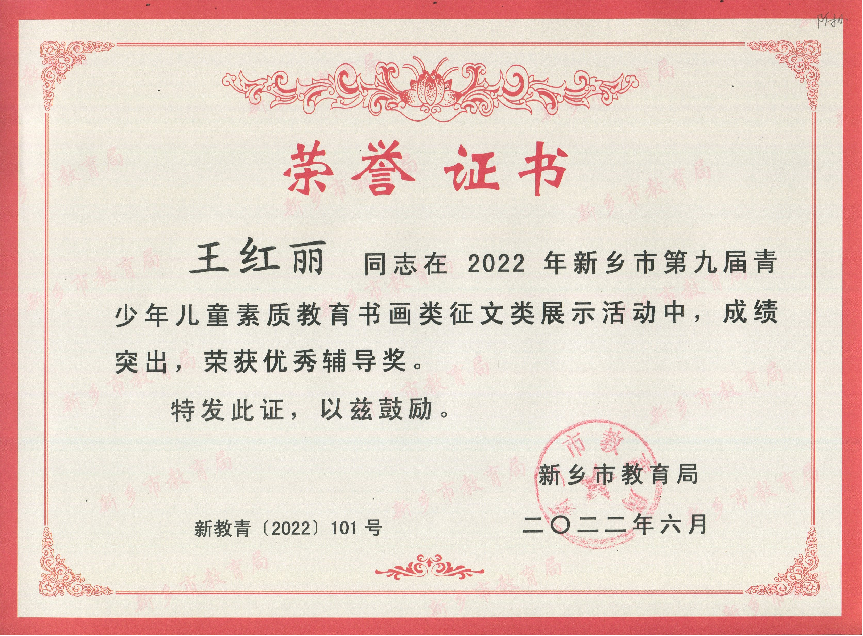 荣誉证书
王红丽 同志在 2022 年新乡市第九届青
少年儿童素质教育书画类征文类展示活动中，成绩
突出，荣获优秀辅导奖。
特发此证，以兹鼓励。
新乡市教育局
新教青〔2022〕101 号
二〇二二年六月